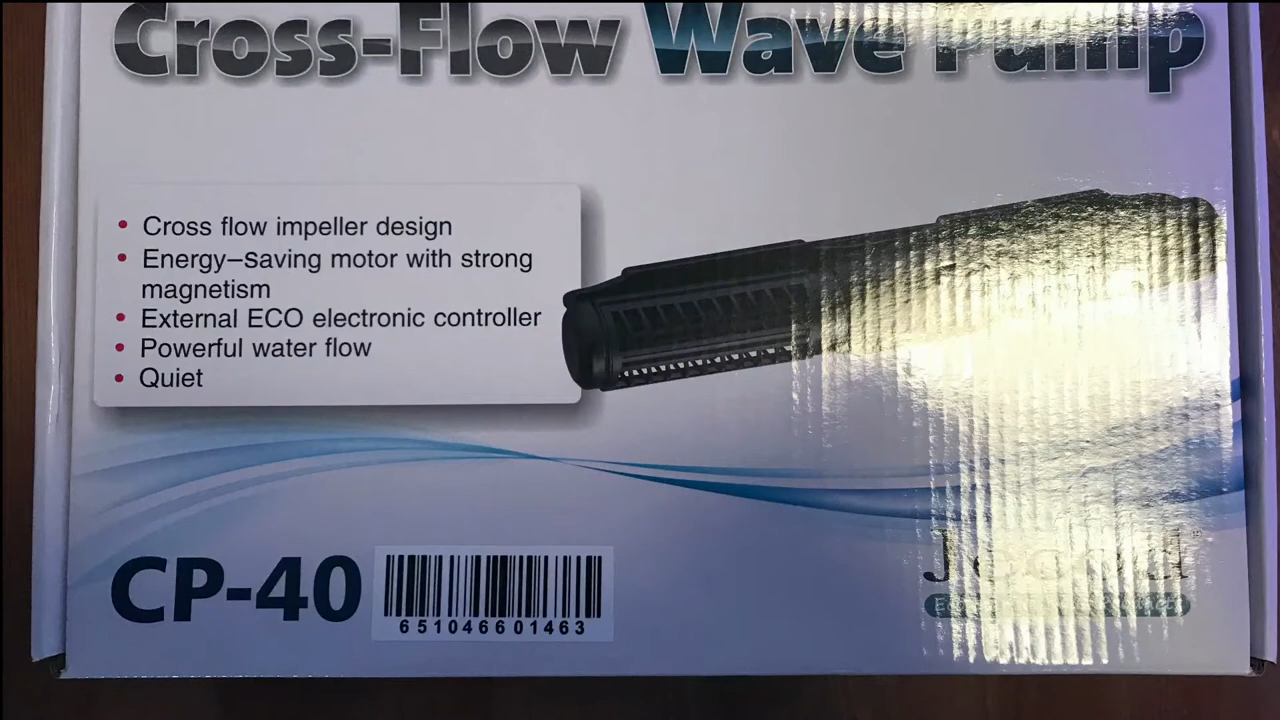 Cross-Flow Wave Pump
• Cross flow impeller design
• Energy–saving motor with strong
magnetism
• External ECO electronic controller
• Powerful water flow
• Quiet
CP-40
651046601463